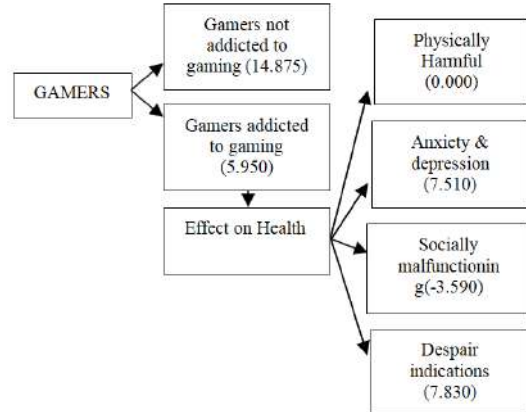 GAMERS
Gamers not
addicted to
gaming (14.875)
Gamers addicted
to gaming
(5.950)
Effect on Health
Physically
Harmful
(0.000)
Anxiety &
depression
(7.510)
Socially
malfunctionin
g(-3.590)
Despair
indications
(7.830)